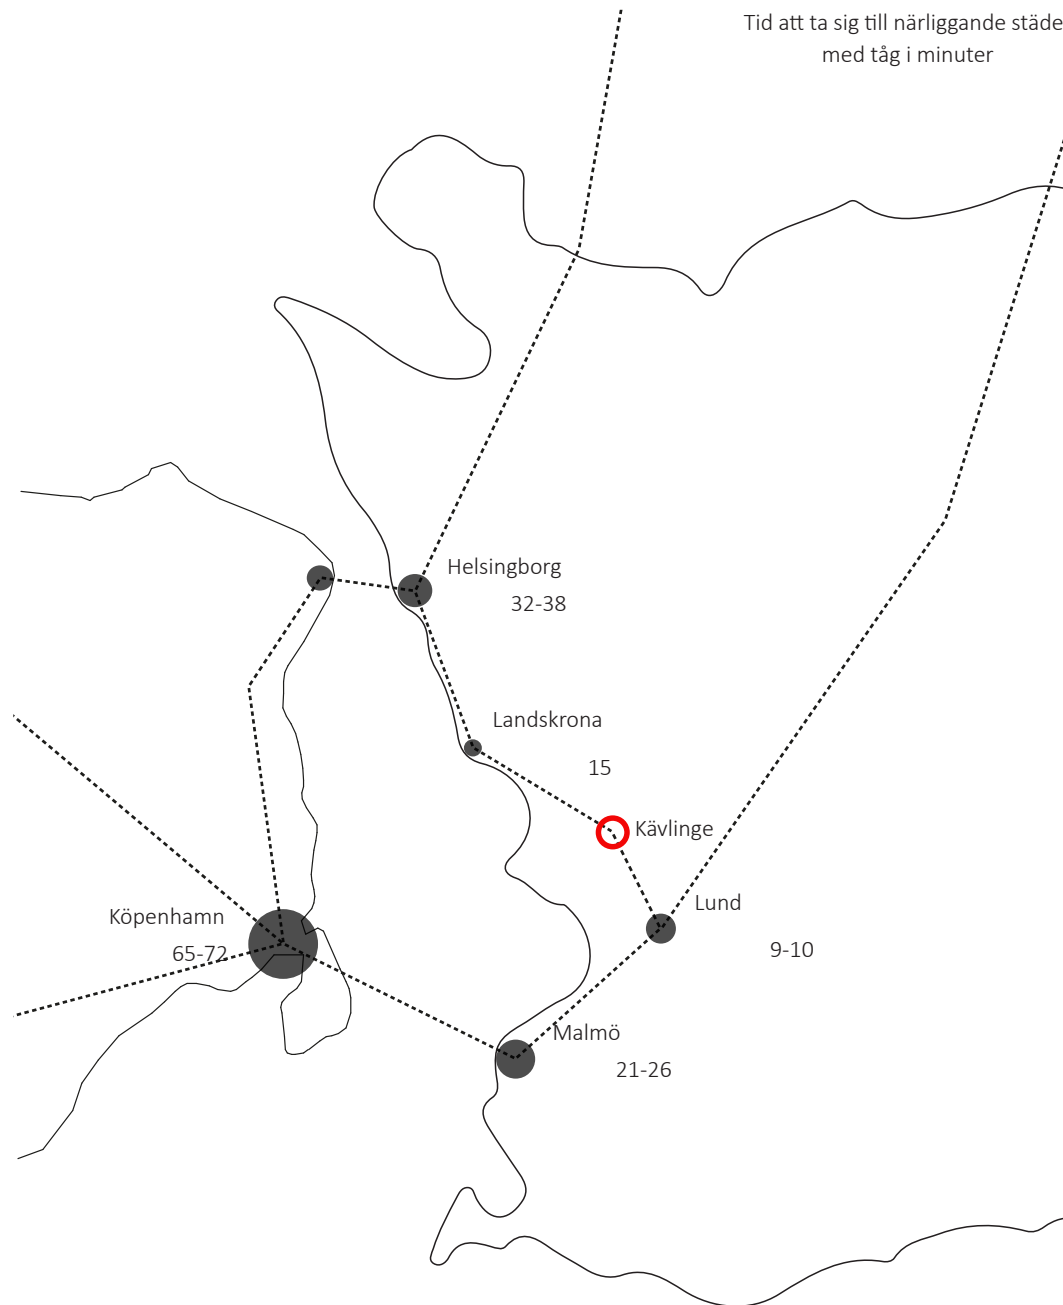 Tid att ta sig till närliggande städe
med tåg i minuter
Helsingborg
32-38
Landskrona
15
Kävlinge
Lund
9-10
Köpenhamn
65-72
Malmö
21-26